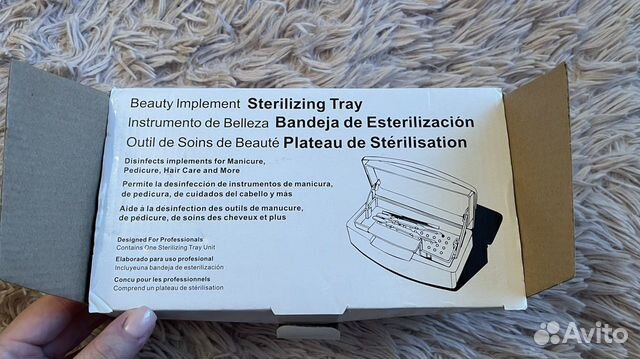 Beauty Implement Sterilizing Tray
Instrumento de Belleza Bandeja de Esterilización
Outil de Soins de Beauté Plateau de Stérilisation
Disinfects implements for Manicure,
Pedicure, Hair Care and More
Permite la desinfección de instrumentos de manicura,
de pedicura, de cuidados del cabello y más
Aide à la désinfection des outils de manucure,
de pédicure, de soins des cheveux et plus
Designed For Professionals
Contains One Sterilizing Tray Unit
Elaborado para uso profesional
Incluyeuna bandeja de esterilización
Concu pour les professionnels
Comprend un plateau de stérilisation
Avito